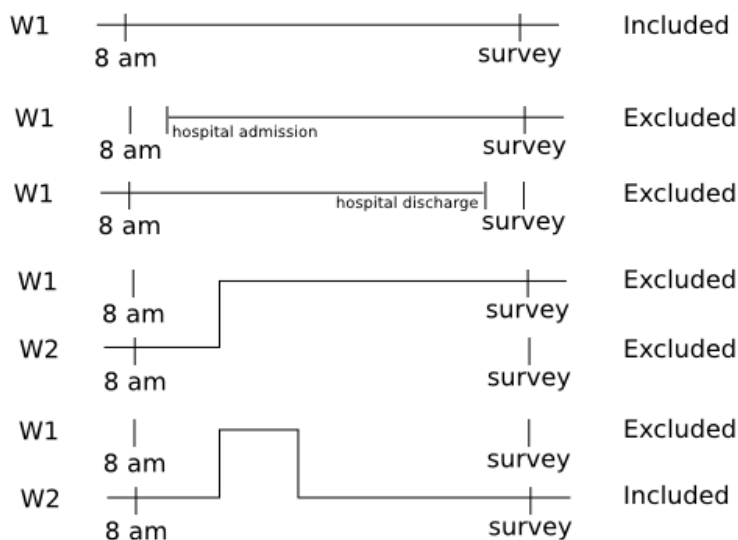 W1 8 am survey Included
W1 8 am hospital admission survey Excluded
W1 8 am hospital discharge survey Excluded
W1 8 am survey Excluded
W2 8 am survey Excluded
W1 8 am survey Excluded
W2 8 am survey Included